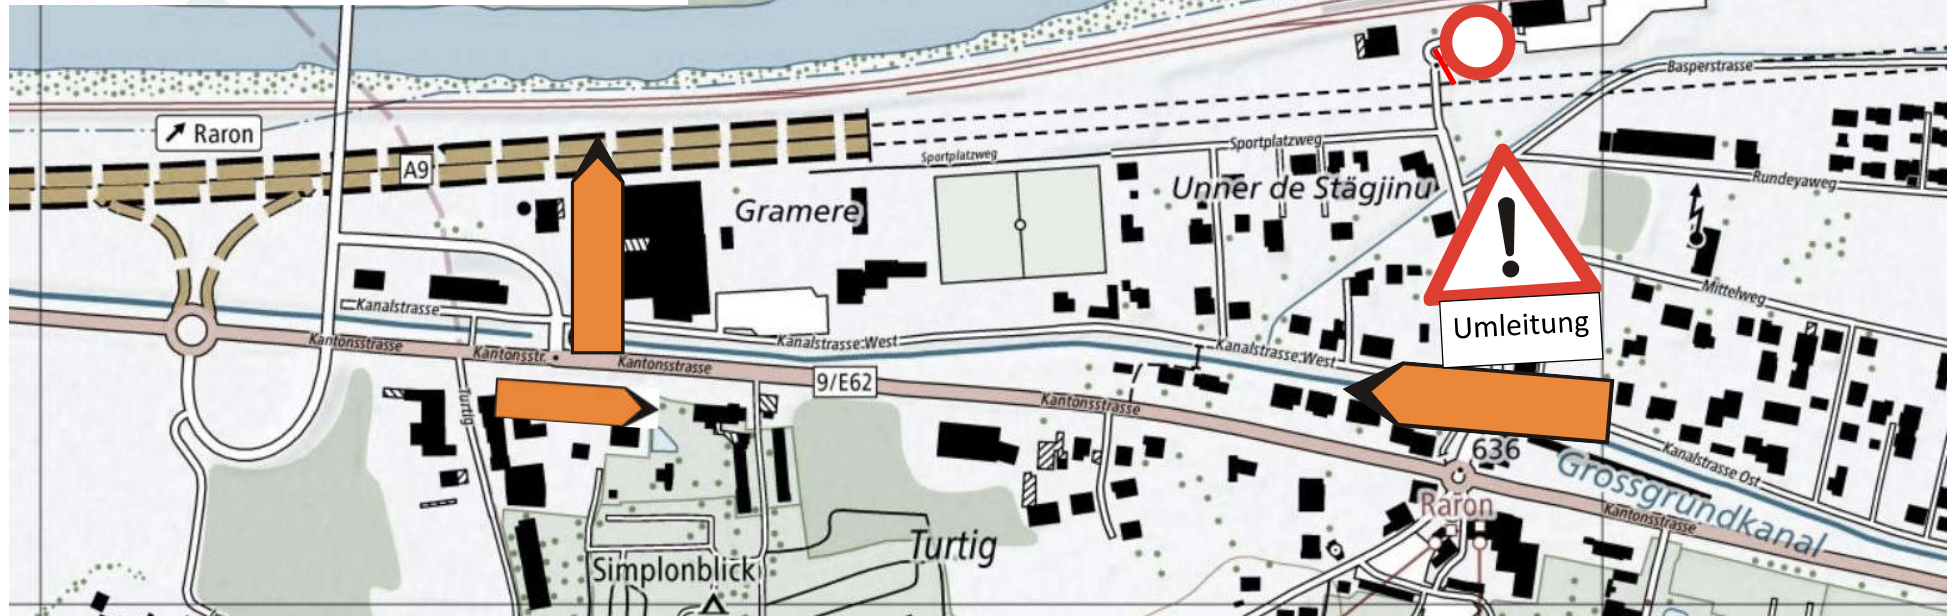 Raron
A9
Basperstrasse
Sportplatzweg
Sportplatzweg
Rundeyaweg
Unner de Stägjinu
Gramere
Mittelweg
Kanalstrasse
Umleitung
Kantonsstrasse
Kantonsstr.
Kantonsstrasse
Kanalstrasse West
Kanalstrasse West
9/E62
Turtig
Kantonsstrasse
636
Kanalstrasse Ost
Grossgrundkanal
Raron
Kantonsstrasse
Turtig
Simplonblick